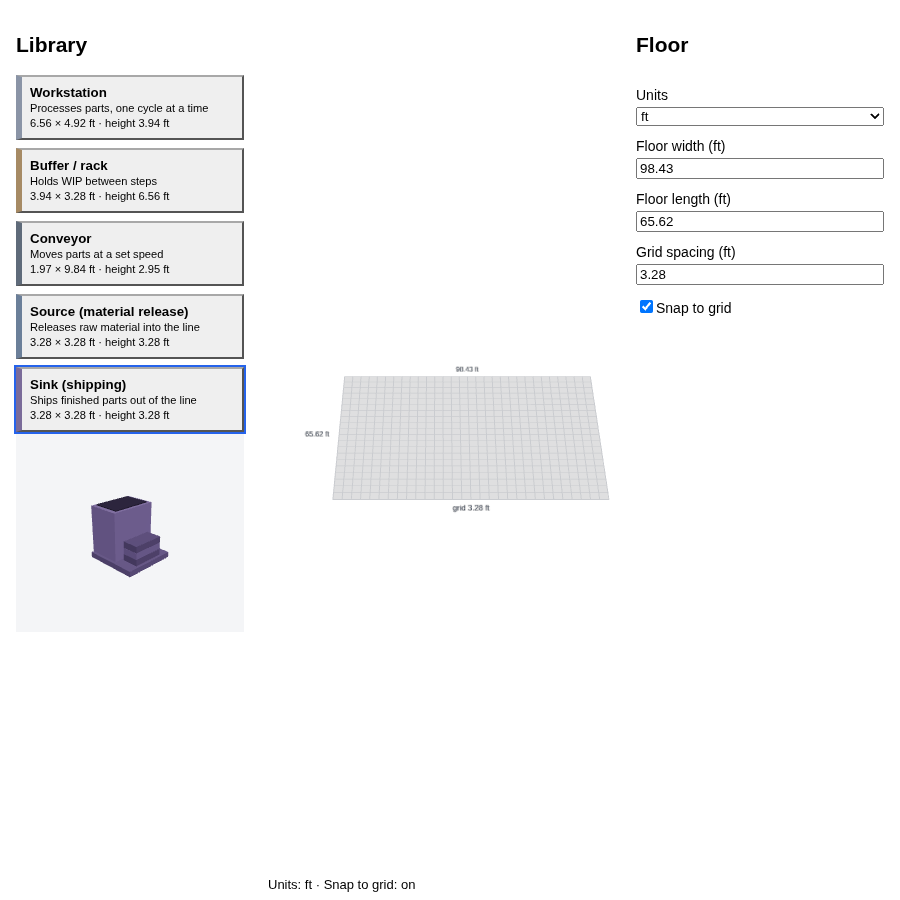 Library
Workstation
Processes parts, one cycle at a time
6.56 × 4.92 ft · height 3.94 ft
Buffer / rack
Holds WIP between steps
3.94 × 3.28 ft · height 6.56 ft
Conveyor
Moves parts at a set speed
1.97 × 9.84 ft · height 2.95 ft
Source (material release)
Releases raw material into the line
3.28 × 3.28 ft · height 3.28 ft
Sink (shipping)
Ships finished parts out of the line
3.28 × 3.28 ft · height 3.28 ft
98.43 ft
65.62 ft
grid 3.28 ft
Units: ft · Snap to grid: on
Floor
Units
ft
Floor width (ft)
98.43
Floor length (ft)
65.62
Grid spacing (ft)
3.28
Snap to grid